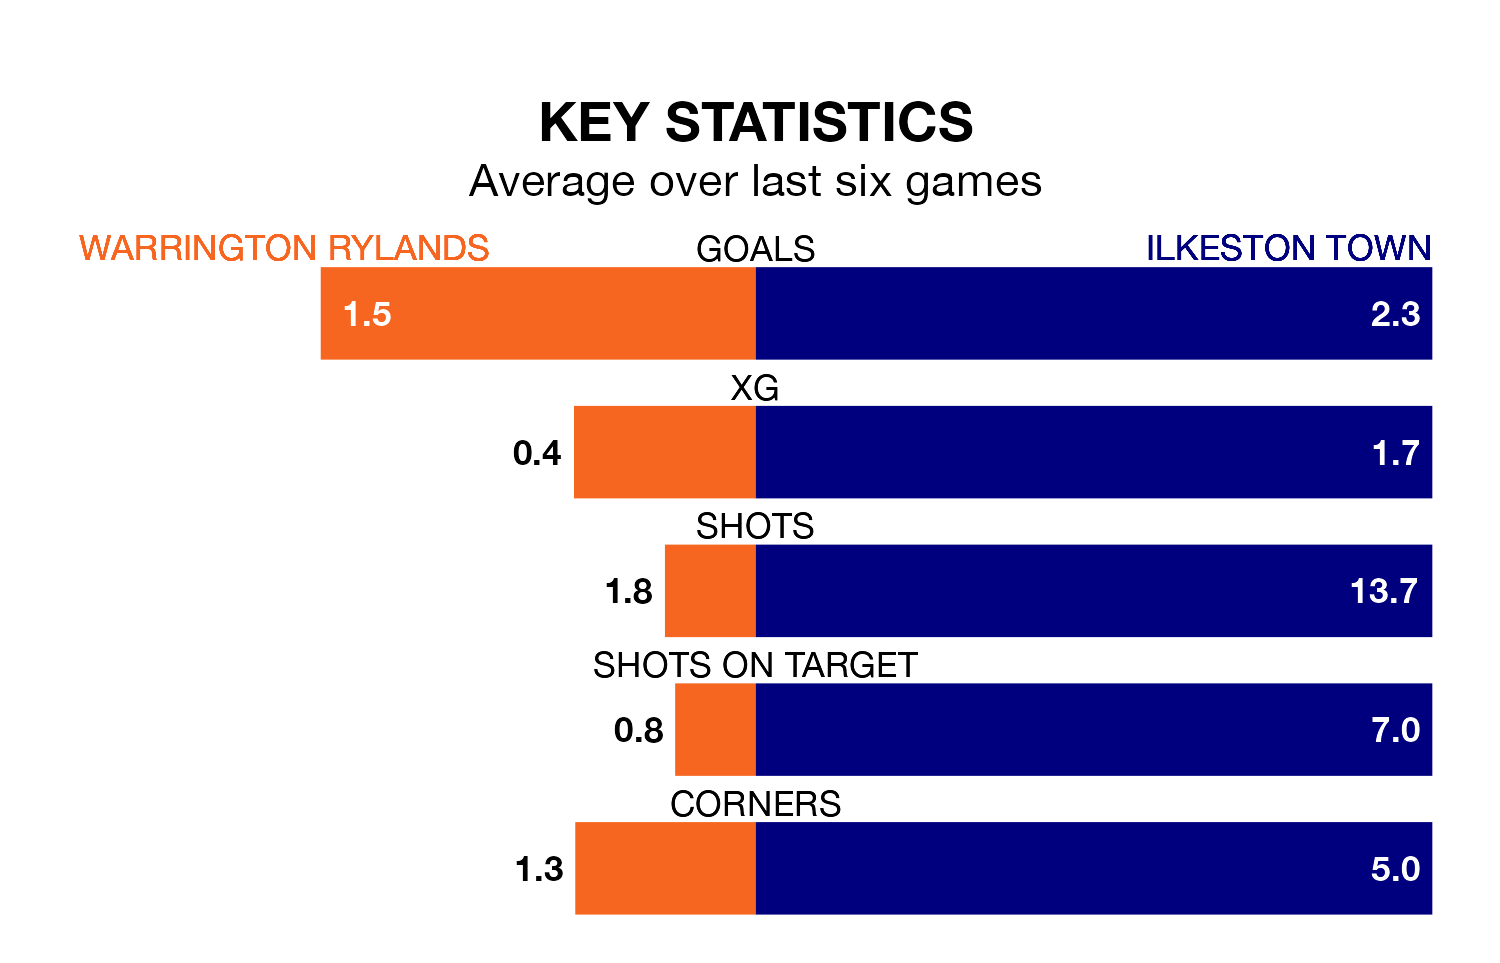 KEY STATISTICS
Average over last six games
WARRINGTON RYLANDS GOALS ILKESTON TOWN
1.5 2.3
XG
0.4 1.7
SHOTS
1.8 13.7
SHOTS ON TARGET
0.8 7.0
CORNERS
1.3 5.0